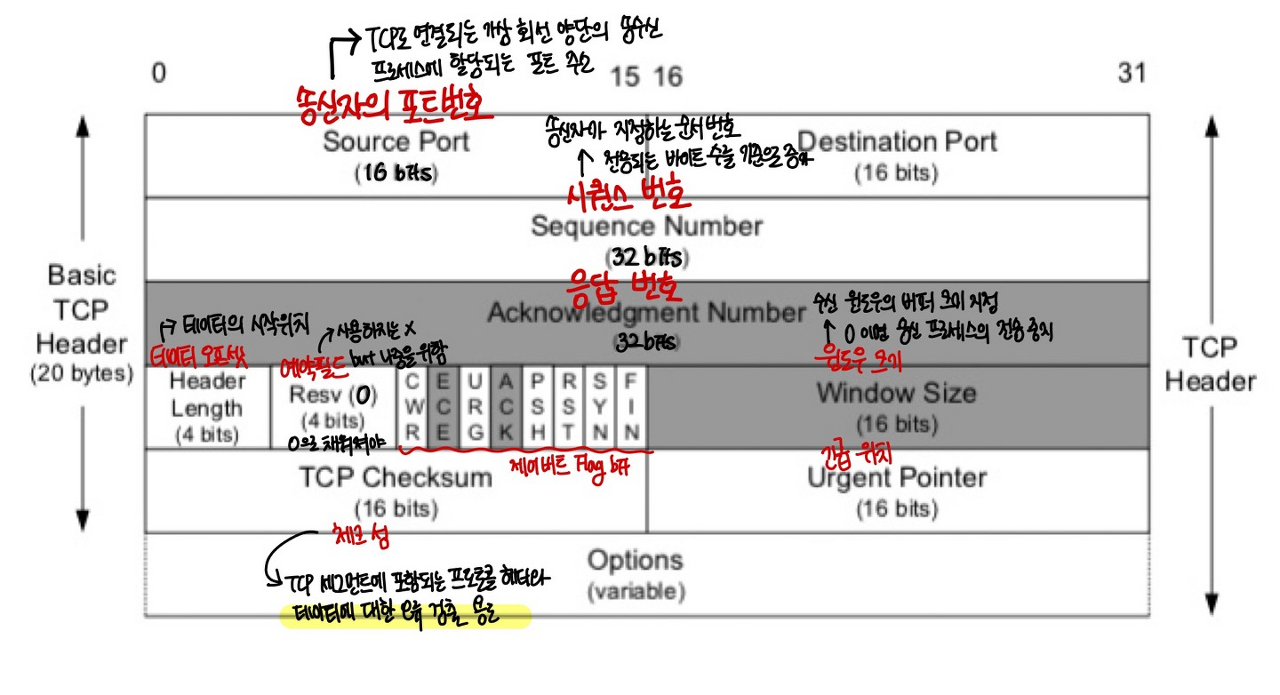 TCP로 연결되는 가상 회선 양단의 송수신
프로세스에 할당되는 포트 주소
0
15 16
31
송신자의 포트번호
Source Port
(16 bits)
송신자가 지정하는 순서 번호
전송되는 바이트 수를 기준으로 증가
Destination Port
(16 bits)
시퀀스 번호
Sequence Number
(32 bits)
응답 번호
Acknowledgment Number
32 bits
수신 윈도우의 버퍼 크기 지정
0 이면 송신 프로세스의 전송 중지
윈도우 크기
데이터의 시작위치
데이터 오프셋
사용하지는 X
but 나중을 위함
예약필드
Header
Length
(4 bits)
Resv (0)
(4 bits)
0으로 채워져야
CWR
ECE
URG
ACK
PSH
RST
SYN
FIN
제어비트 Flag bit
Window Size
(16 bits)
긴급 위치
TCP Checksum
(16 bits)
Urgent Pointer
(16 bits)
체크 섬
TCP 세그먼트에 포함되는 프로토콜 헤더와
데이터에 대한 오류 검출 용도
Options
(variable)
Basic
TCP
Header
(20 bytes)
TCP
Header